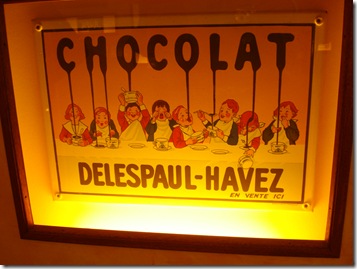 CHOCOLAT
DELESPAUL-HAVEZ
EN VENTE ICI